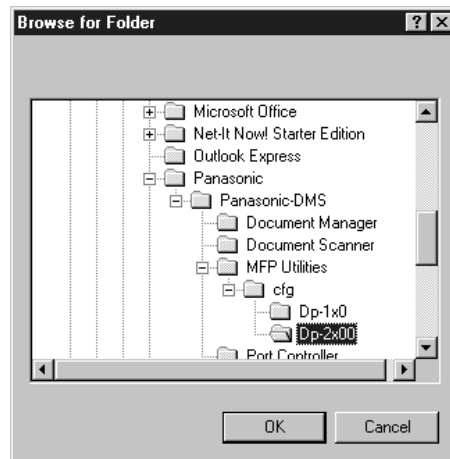 Browse for Folder
Microsoft Office
Net-It Now! Starter Edition
Outlook Express
Panasonic
Panasonic-DMS
Document Manager
Document Scanner
MFP Utilities
cfg
Dp-1x0
Dp-2x00
Port Controller
OK
Cancel